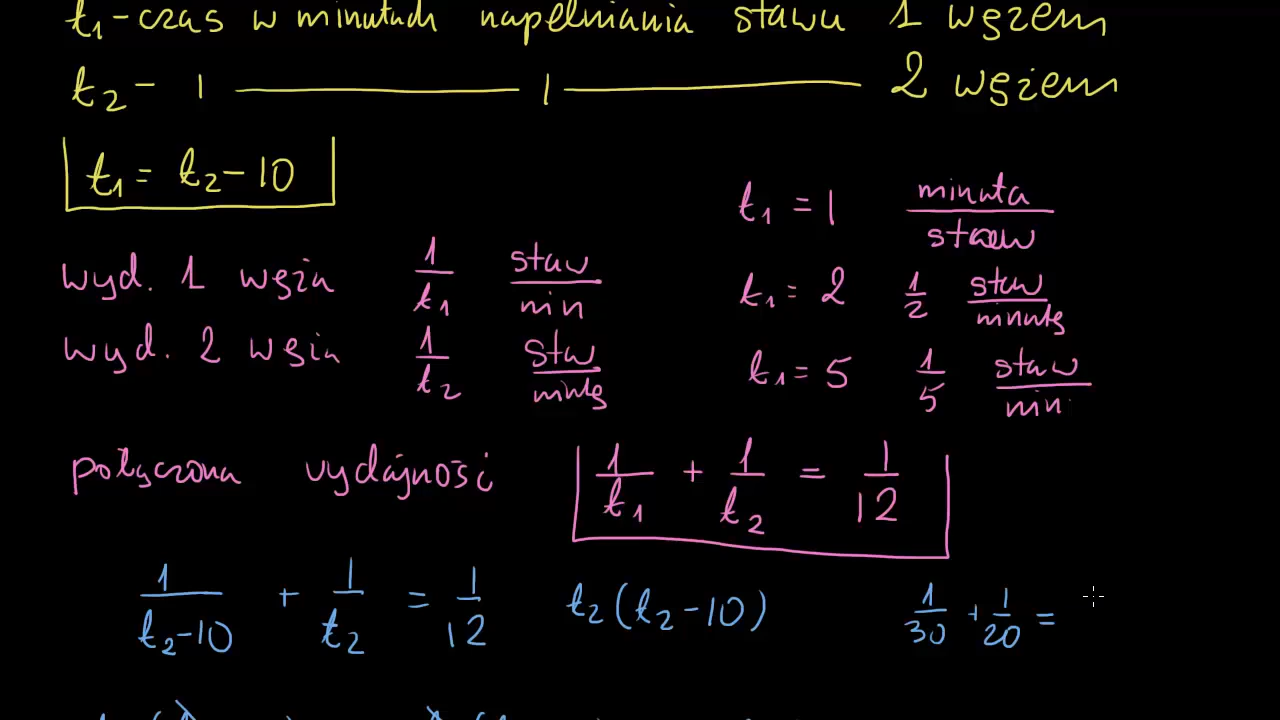 t₁ - czas w minutach napełniania stawu 1 wężem
t₂ - ı —— ı —— 2 wężem
t₁ = t₂ - 10
t₁ = 1 minuta/staw
wyd. 1 węża 1/t₁ staw/min
t₁ = 2 1/2 staw/minutę
wyd. 2 węża 1/t₂ staw/minutę
t₁ = 5 1/5 staw/min
połączona wydajność 1/t₁ + 1/t₂ = 1/12
1/(t₂-10) + 1/t₂ = 1/12 t₂(t₂-10) 1/30 + 1/20 =